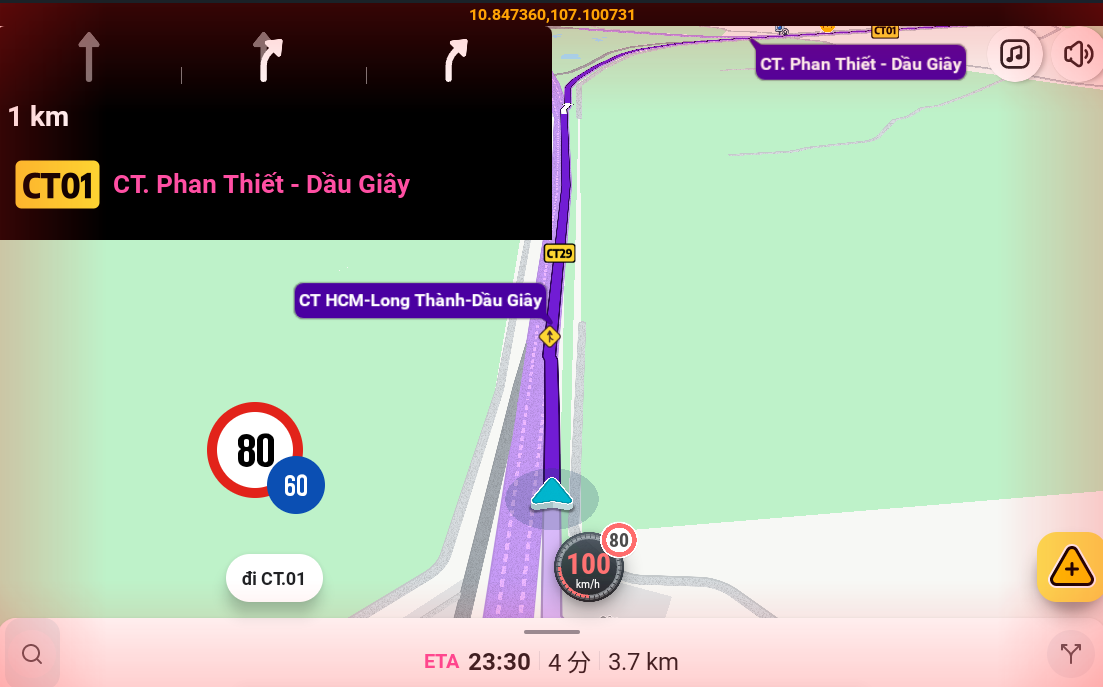 10.847360,107.100731
1 km
CT01 CT. Phan Thiết - Dầu Giây
CT01
CT. Phan Thiết - Dầu Giây
CT29
CT HCM-Long Thành-Dầu Giây
80
60
đi CT.01
80
100
km/h
ETA 23:30 4 分 3.7 km